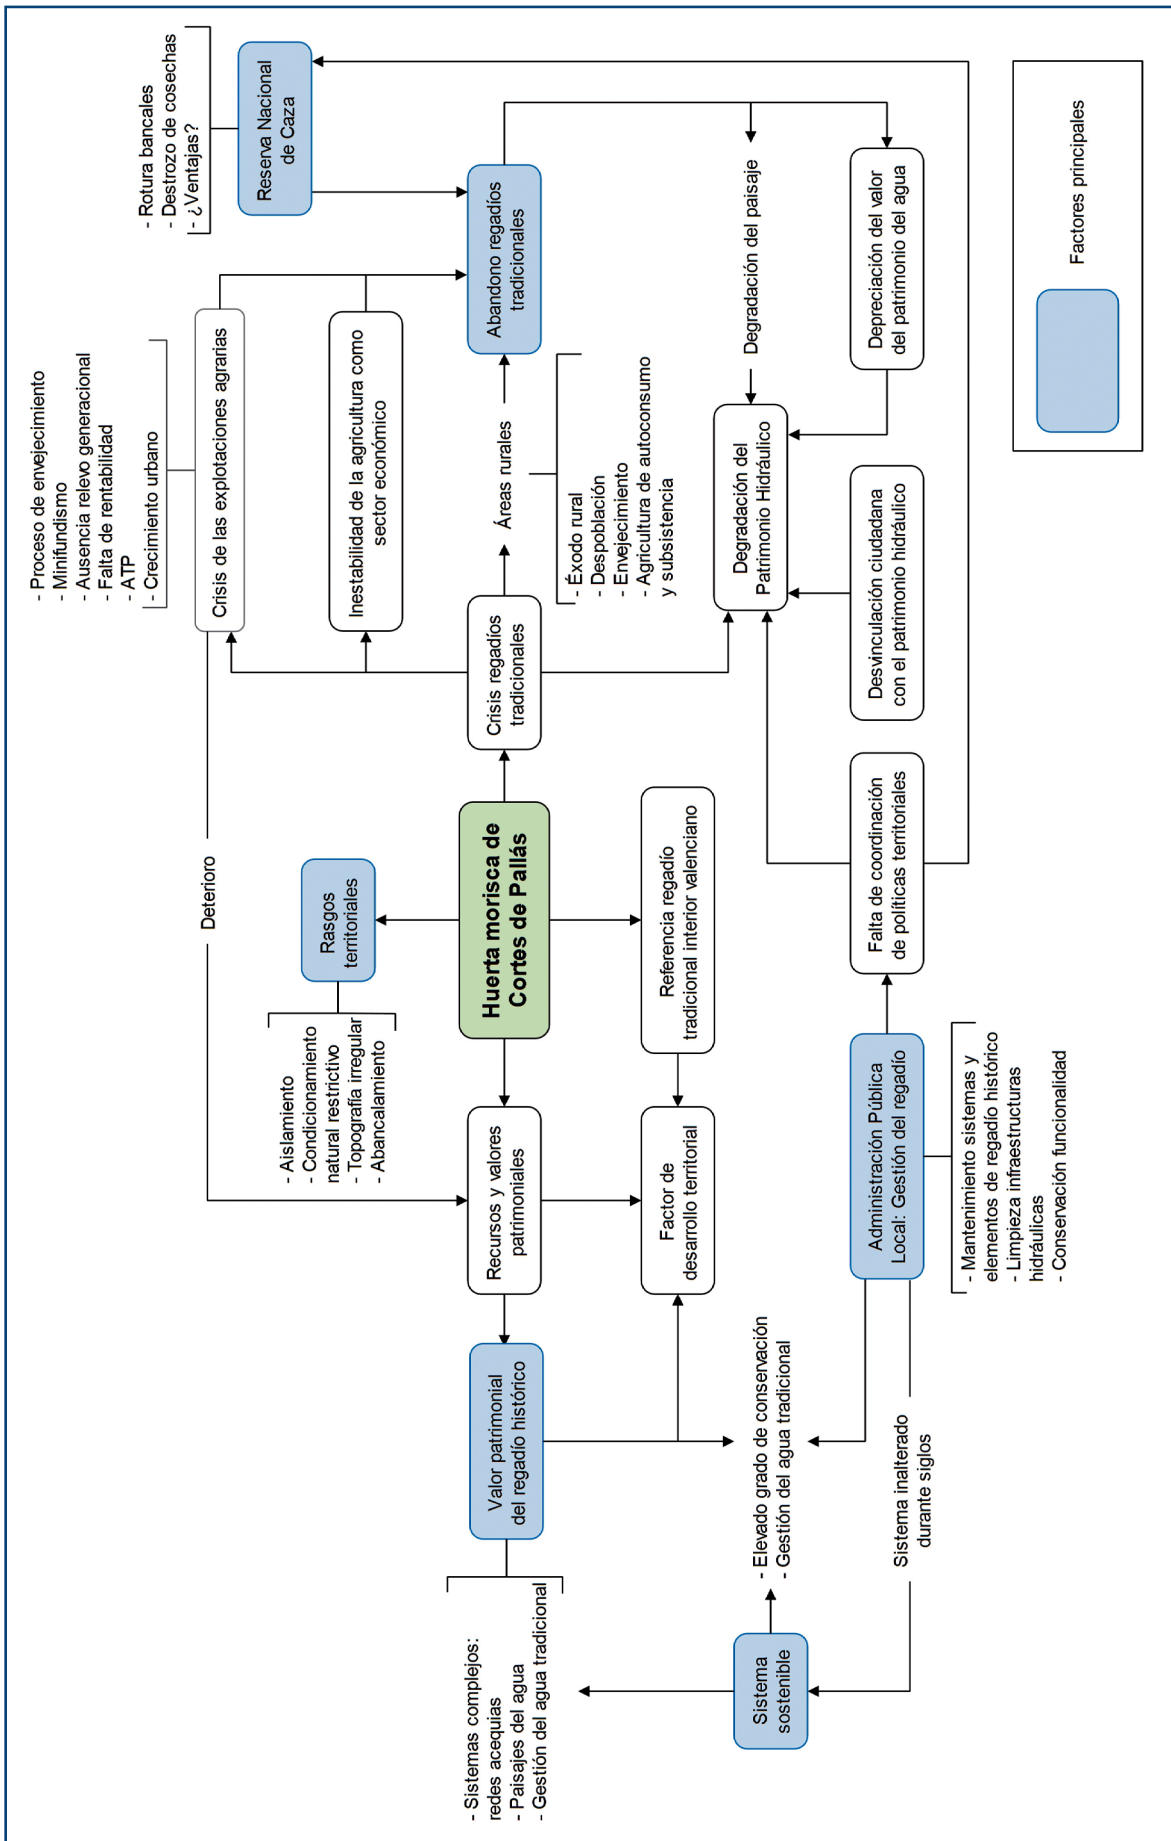 - Proceso de envejecimiento
- Minifundismo
- Ausencia relevo generacional
- Falta de rentabilidad
- ATP
- Crecimiento urbano
- Rotura bancales
- Destrozo de cosechas
- ¿Ventajas?
Deterioro
Crisis de las explotaciones agrarias
Reserva Nacional
de Caza
- Aislamiento
- Condicionamiento
natural restrictivo
- Topografía irregular
- Abancalamiento
Rasgos
territoriales
Inestabilidad de la agricultura como
sector económico
- Sistemas complejos:
redes acequias
- Paisajes del agua
- Gestión del agua tradicional
Valor patrimonial
del regadío histórico
Recursos y valores
patrimoniales
Huerta morisca de
Cortes de Pallás
Crisis regadíos
tradicionales
Áreas rurales
Abandono regadíos
tradicionales
- Éxodo rural
- Despoblación
- Envejecimiento
- Agricultura de autoconsumo
y subsistencia
Factor de
desarrollo territorial
Referencia regadío
tradicional interior valenciano
Sistema
sostenible
- Elevado grado de conservación
- Gestión del agua tradicional
Degradación del
Patrimonio Hidráulico
Degradación del paisaje
Sistema inalterado
durante siglos
Administración Pública
Local: Gestión del regadío
Falta de coordinación
de políticas territoriales
Desvinculación ciudadana
con el patrimonio hidráulico
Depreciación del valor
del patrimonio del agua
- Mantenimiento sistemas y
elementos de regadío histórico
- Limpieza infraestructuras
hidráulicas
- Conservación funcionalidad
Factores principales